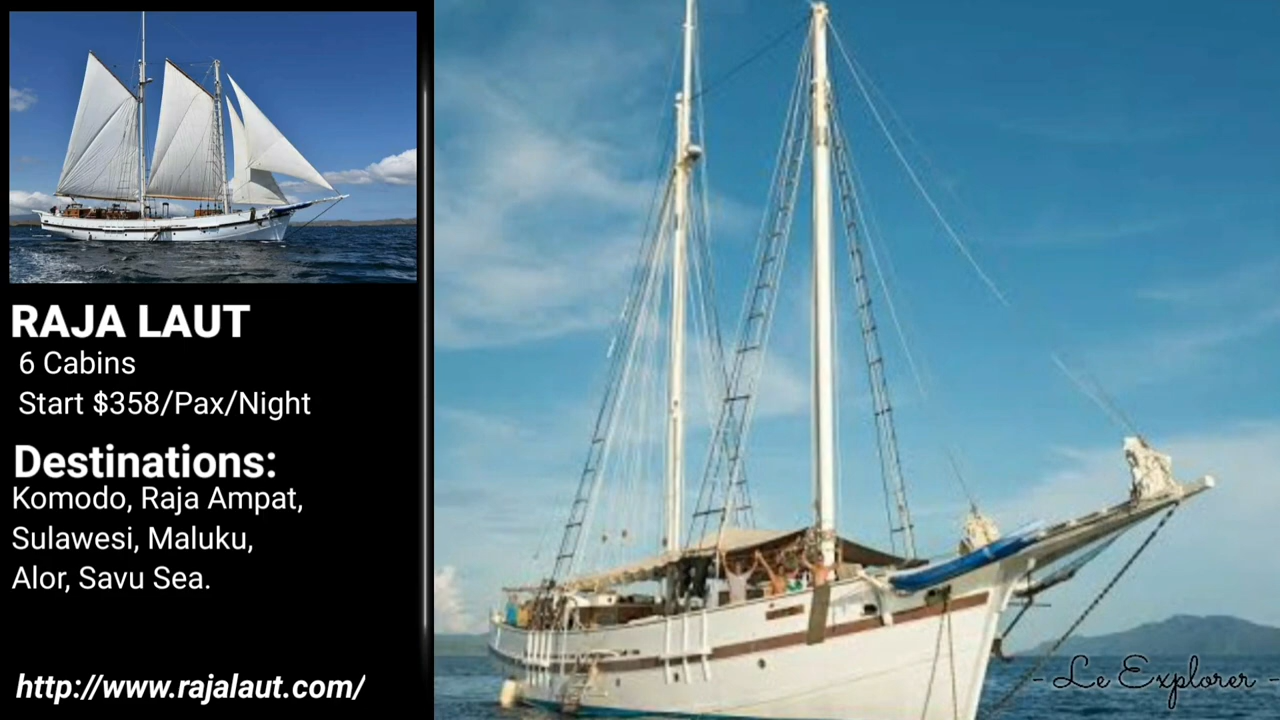 RAJA LAUT
6 Cabins
Start $358/Pax/Night
Destinations:
Komodo, Raja Ampat,
Sulawesi, Maluku,
Alor, Savu Sea.
http://www.rajalaut.com/
- Le Explorer -